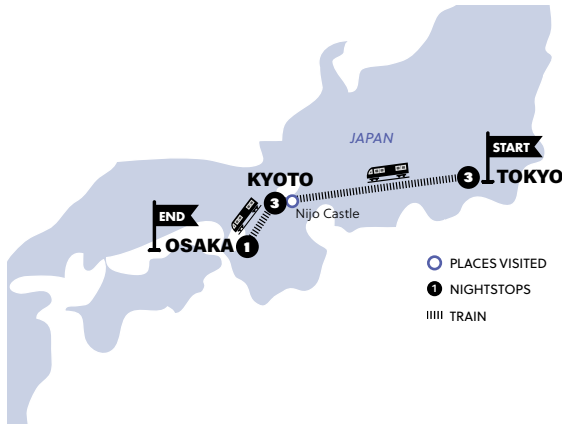 JAPAN
START
KYOTO
3
3
TOKYO
Nijo Castle
END
OSAKA
1
PLACES VISITED
1 NIGHTSTOPS
TRAIN